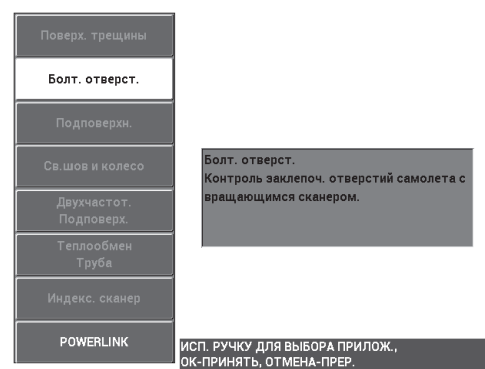 Поверх. трещины
Болт. отверст.
Подповерхн.
Св.шов и колесо
Двухчастот.
Подповерх.
Теплообмен
Труба
Индекс. сканер
POWERLINK
Болт. отверст.
Контроль заклепоч. отверстий самолета с
вращающимся сканером.
ИСП. РУЧКУ ДЛЯ ВЫБОРА ПРИЛОЖ.,
ОК-ПРИНЯТЬ, ОТМЕНА-ПРЕР.